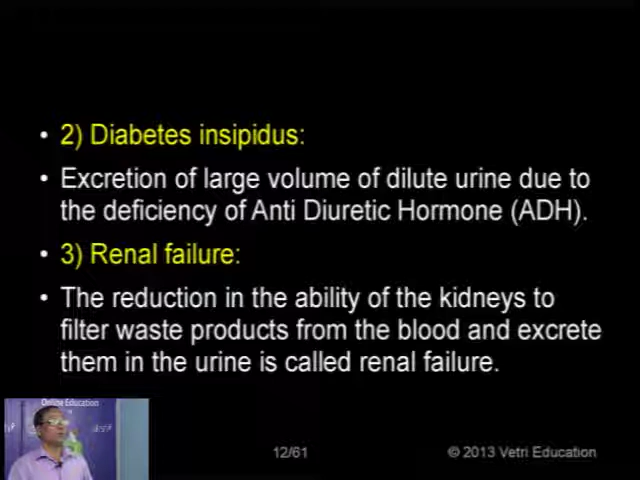 • 2) Diabetes insipidus:
• Excretion of large volume of dilute urine due to
the deficiency of Anti Diuretic Hormone (ADH).
• 3) Renal failure:
• The reduction in the ability of the kidneys to
filter waste products from the blood and excrete
them in the urine is called renal failure.
Online Education
12/61
© 2013 Vetri Education